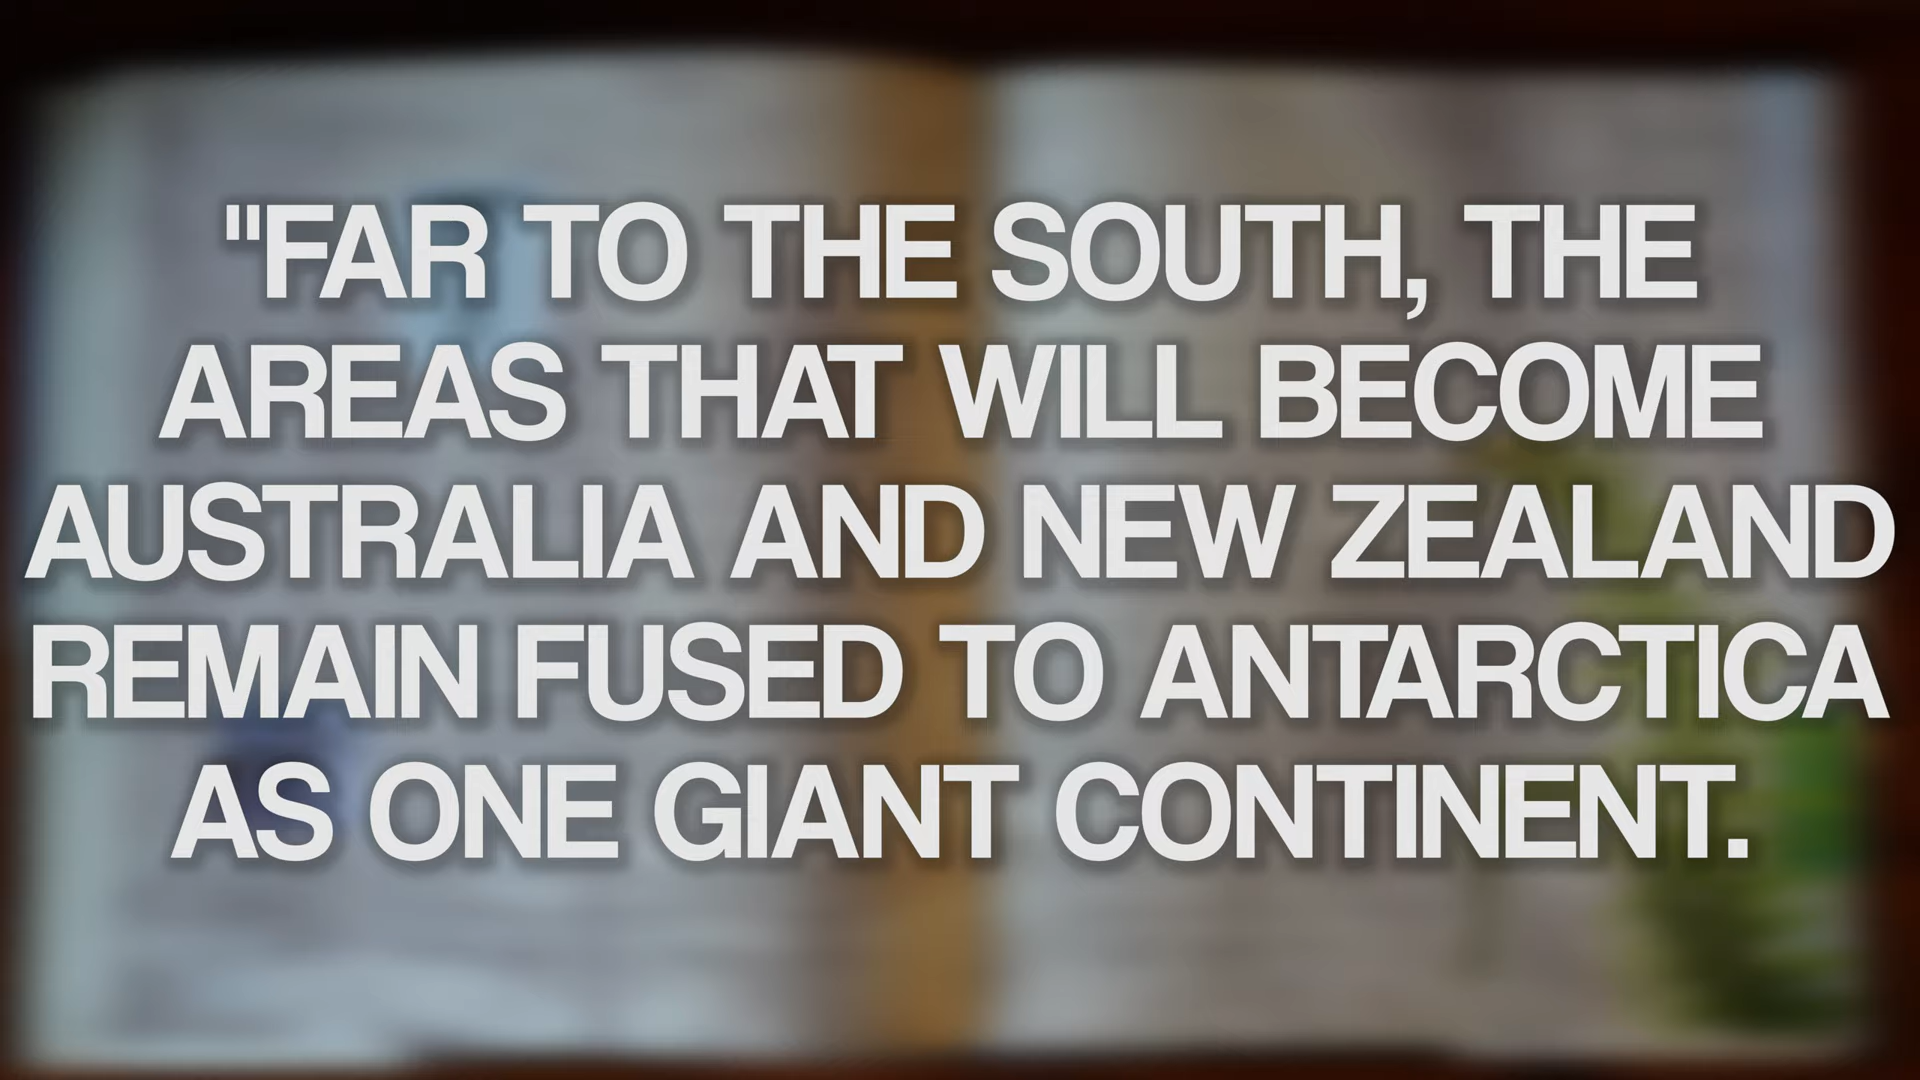 "FAR TO THE SOUTH, THE
AREAS THAT WILL BECOME
AUSTRALIA AND NEW ZEALAND
REMAIN FUSED TO ANTARCTICA
AS ONE GIANT CONTINENT.